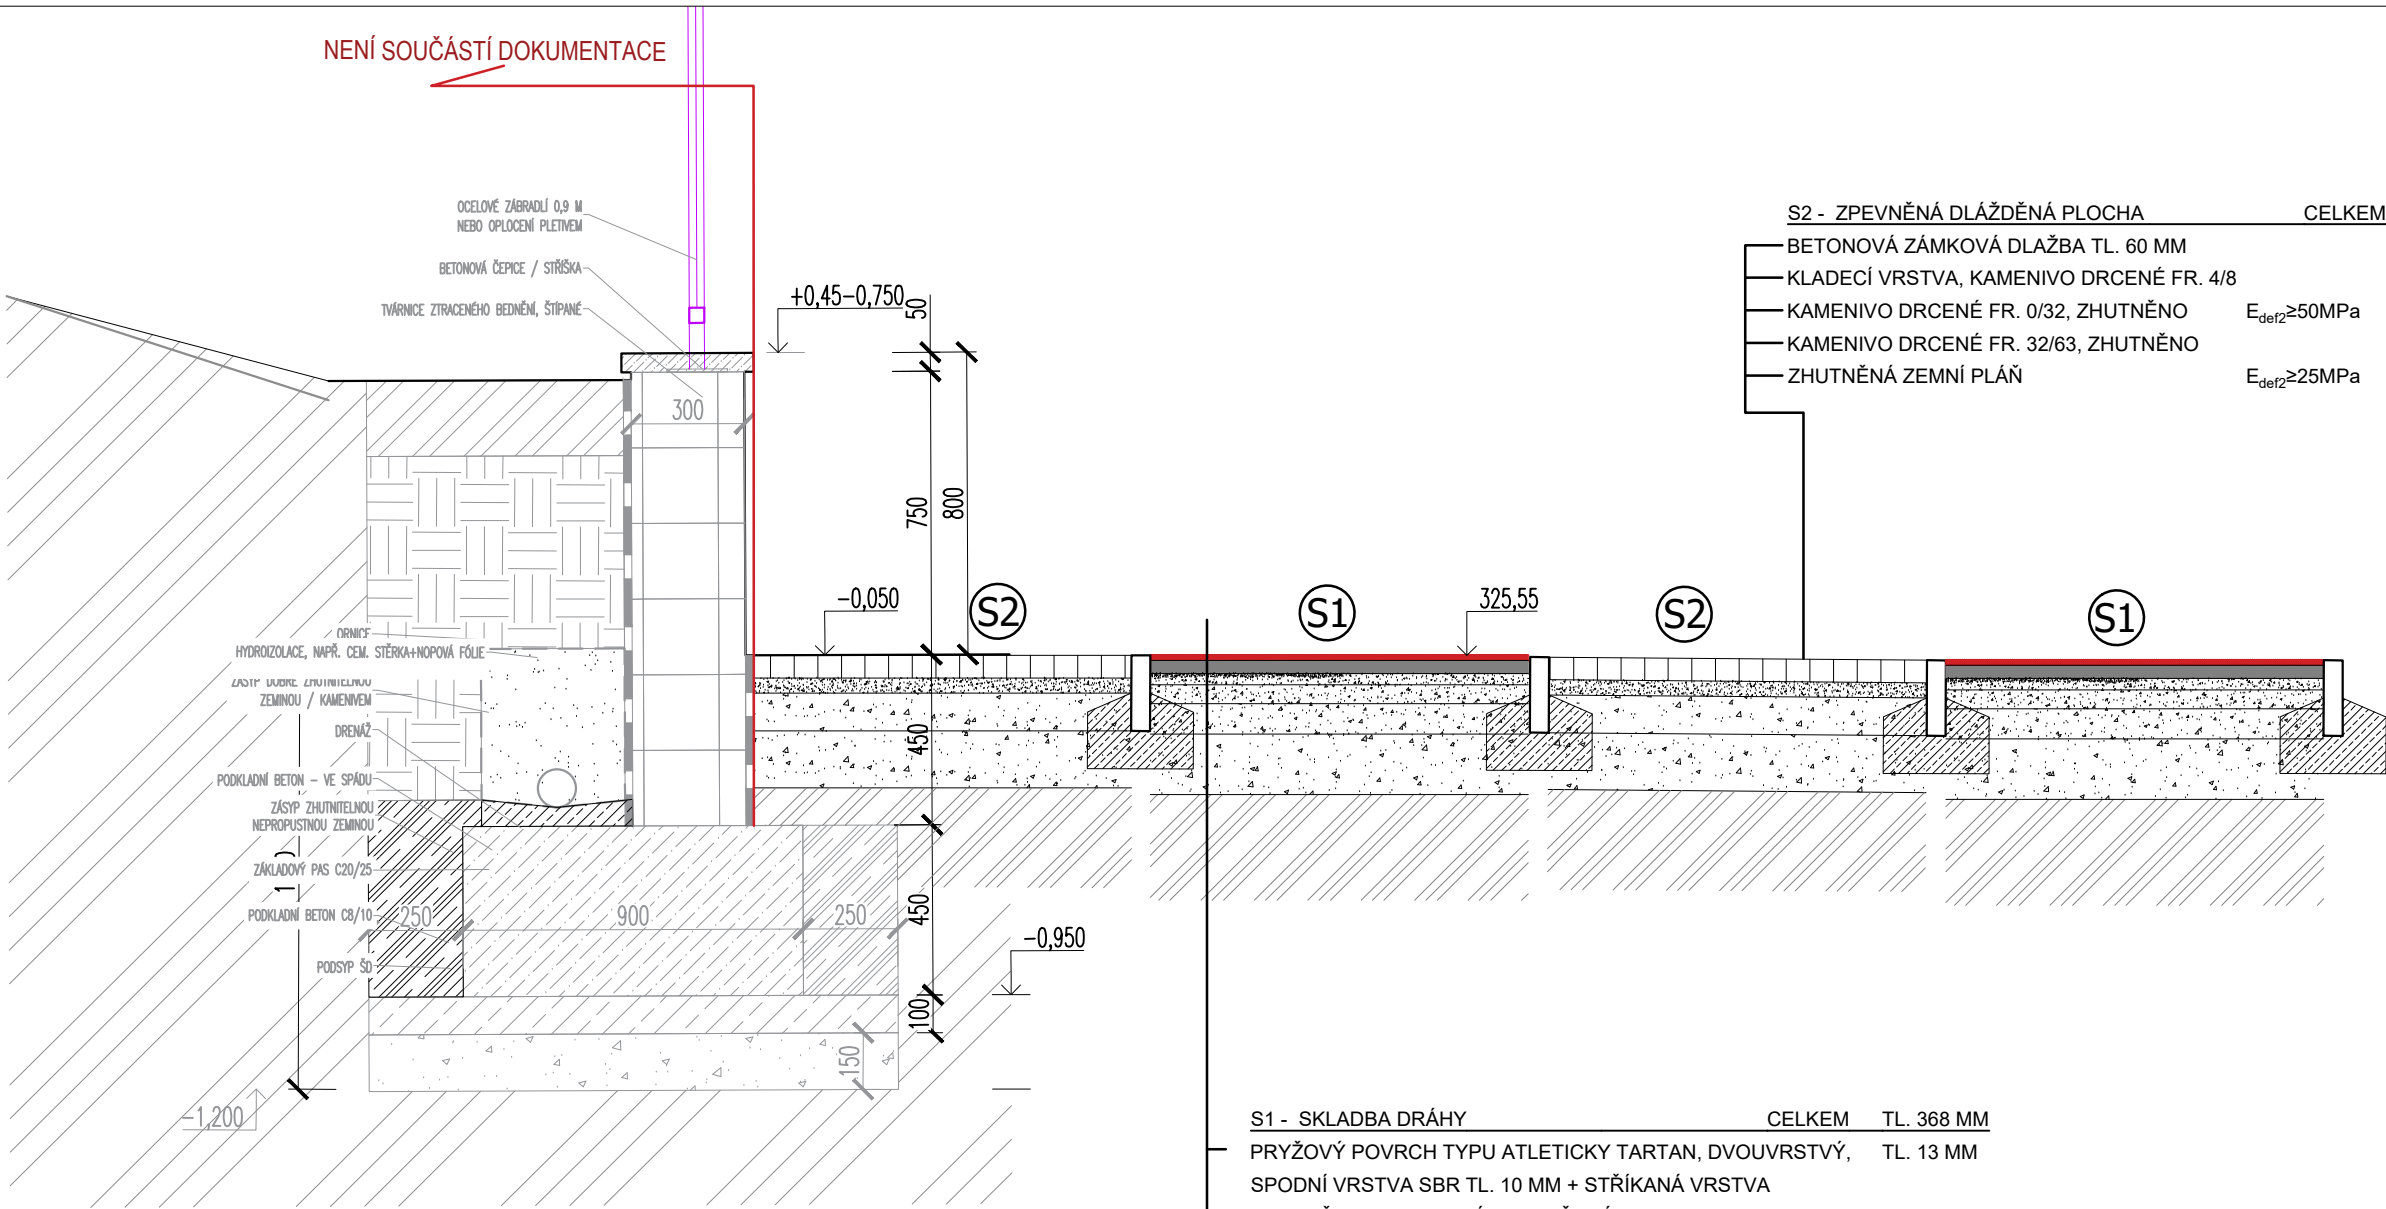 NENÍ SOUČÁSTÍ DOKUMENTACE
OCELOVÉ ZÁBRADLÍ 0,9 M
NEBO OPLOCENÍ PLETIVEM
BETONOVÁ ČEPICE / STŘÍŠKA
TVÁRNICE ZTRACENÉHO BEDNĚNÍ, ŠTÍPANÉ
+0,45-0,750
50
300
750
800
S2 - ZPEVNĚNÁ DLÁŽDĚNÁ PLOCHA CELKEM
BETONOVÁ ZÁMKOVÁ DLAŽBA TL. 60 MM
KLADECÍ VRSTVA, KAMENIVO DRCENÉ FR. 4/8
KAMENIVO DRCENÉ FR. 0/32, ZHUTNĚNO Edef2≥50MPa
KAMENIVO DRCENÉ FR. 32/63, ZHUTNĚNO
ZHUTNĚNÁ ZEMNÍ PLÁŇ Edef2≥25MPa
-0,050
S2
S1
325,55
S2
S1
ORNICE
HYDROIZOLACE, NAPŘ. CEM. STĚRKA+NOPOVÁ FÓLIE
ZÁSYP DOBŘE ZHUTNITELNOU
ZEMINOU / KAMENIVEM
DRENÁŽ
PODKLADNÍ BETON – VE SPÁDU
ZÁSYP ZHUTNITELNOU
NEPROPUSTNOU ZEMINOU
ZÁKLADOVÝ PAS C20/25
PODKLADNÍ BETON C8/10
PODSYP ŠD
450
250
900
250
450
-0,950
100
150
-1,200
S1 - SKLADBA DRÁHY CELKEM TL. 368 MM
PRYŽOVÝ POVRCH TYPU ATLETICKY TARTAN, DVOUVRSTVÝ, TL. 13 MM
SPODNÍ VRSTVA SBR TL. 10 MM + STŘÍKANÁ VRSTVA